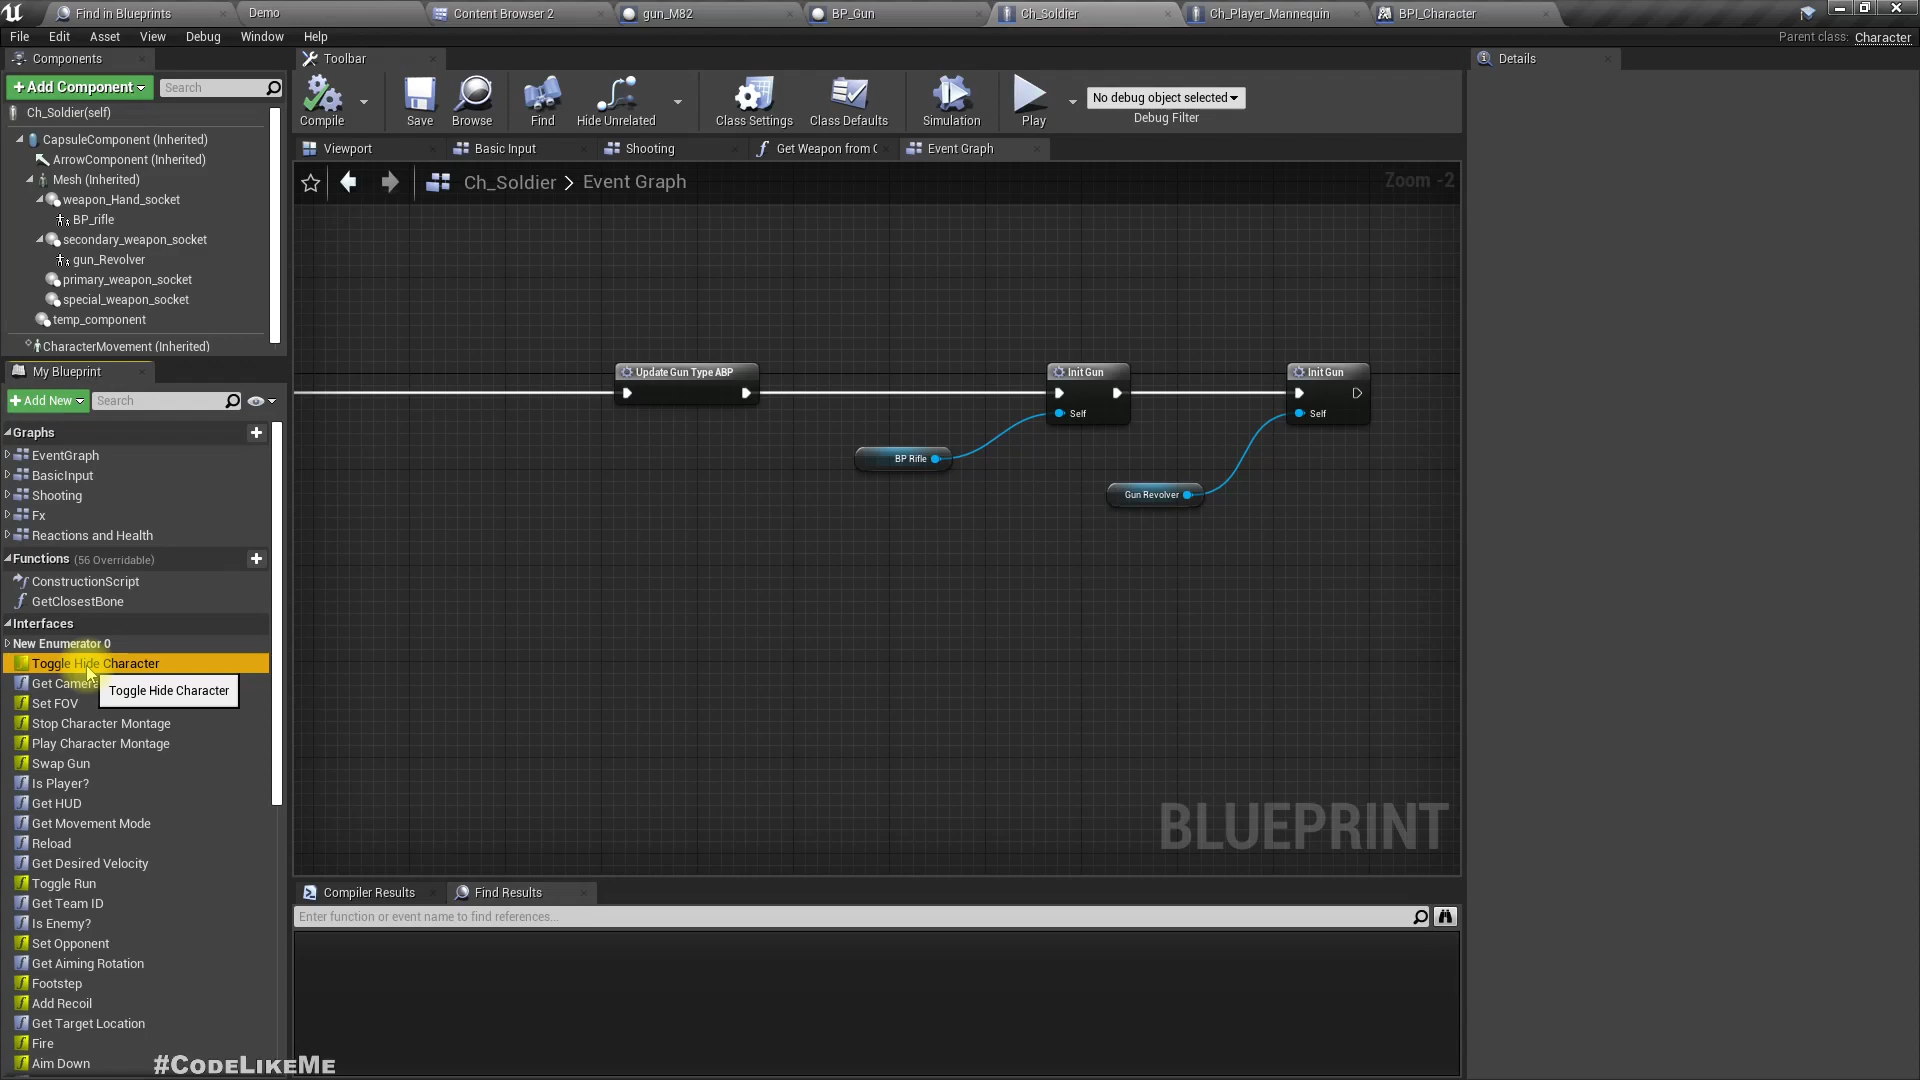 Find in Blueprints
Demo
Content Browser 2
gun_M82
BP_Gun
Ch_Soldier
Ch_Player_Mannequin
BPI_Character
File Edit Asset View Debug Window Help
Parent class: Character
Components
Toolbar
Details
+Add Component
Search
Ch_Soldier(self)
CapsuleComponent (Inherited)
ArrowComponent (Inherited)
Mesh (Inherited)
weapon_Hand_socket
BP_rifle
secondary_weapon_socket
gun_Revolver
primary_weapon_socket
special_weapon_socket
temp_component
CharacterMovement (Inherited)
Compile
Save
Browse
Find
Hide Unrelated
Class Settings
Class Defaults
Simulation
Play
No debug object selected
Debug Filter
Viewport
Basic Input
Shooting
Get Weapon from C
Event Graph
Ch_Soldier > Event Graph
Zoom -2
Update Gun Type ABP
Init Gun
Self
Init Gun
Self
BP Rifle
Gun Revolver
BLUEPRINT
My Blueprint
+Add New
Search
Graphs
EventGraph
BasicInput
Shooting
Fx
Reactions and Health
Functions (56 Overridable)
ConstructionScript
GetClosestBone
Interfaces
New Enumerator 0
Toggle Hide Character
Get Camera
Toggle Hide Character
Set FOV
Stop Character Montage
Play Character Montage
Swap Gun
Is Player?
Get HUD
Get Movement Mode
Reload
Get Desired Velocity
Toggle Run
Get Team ID
Is Enemy?
Set Opponent
Get Aiming Rotation
Footstep
Add Recoil
Get Target Location
Fire
Aim Down
Compiler Results
Find Results
Enter function or event name to find references...
#CodeLikeMe